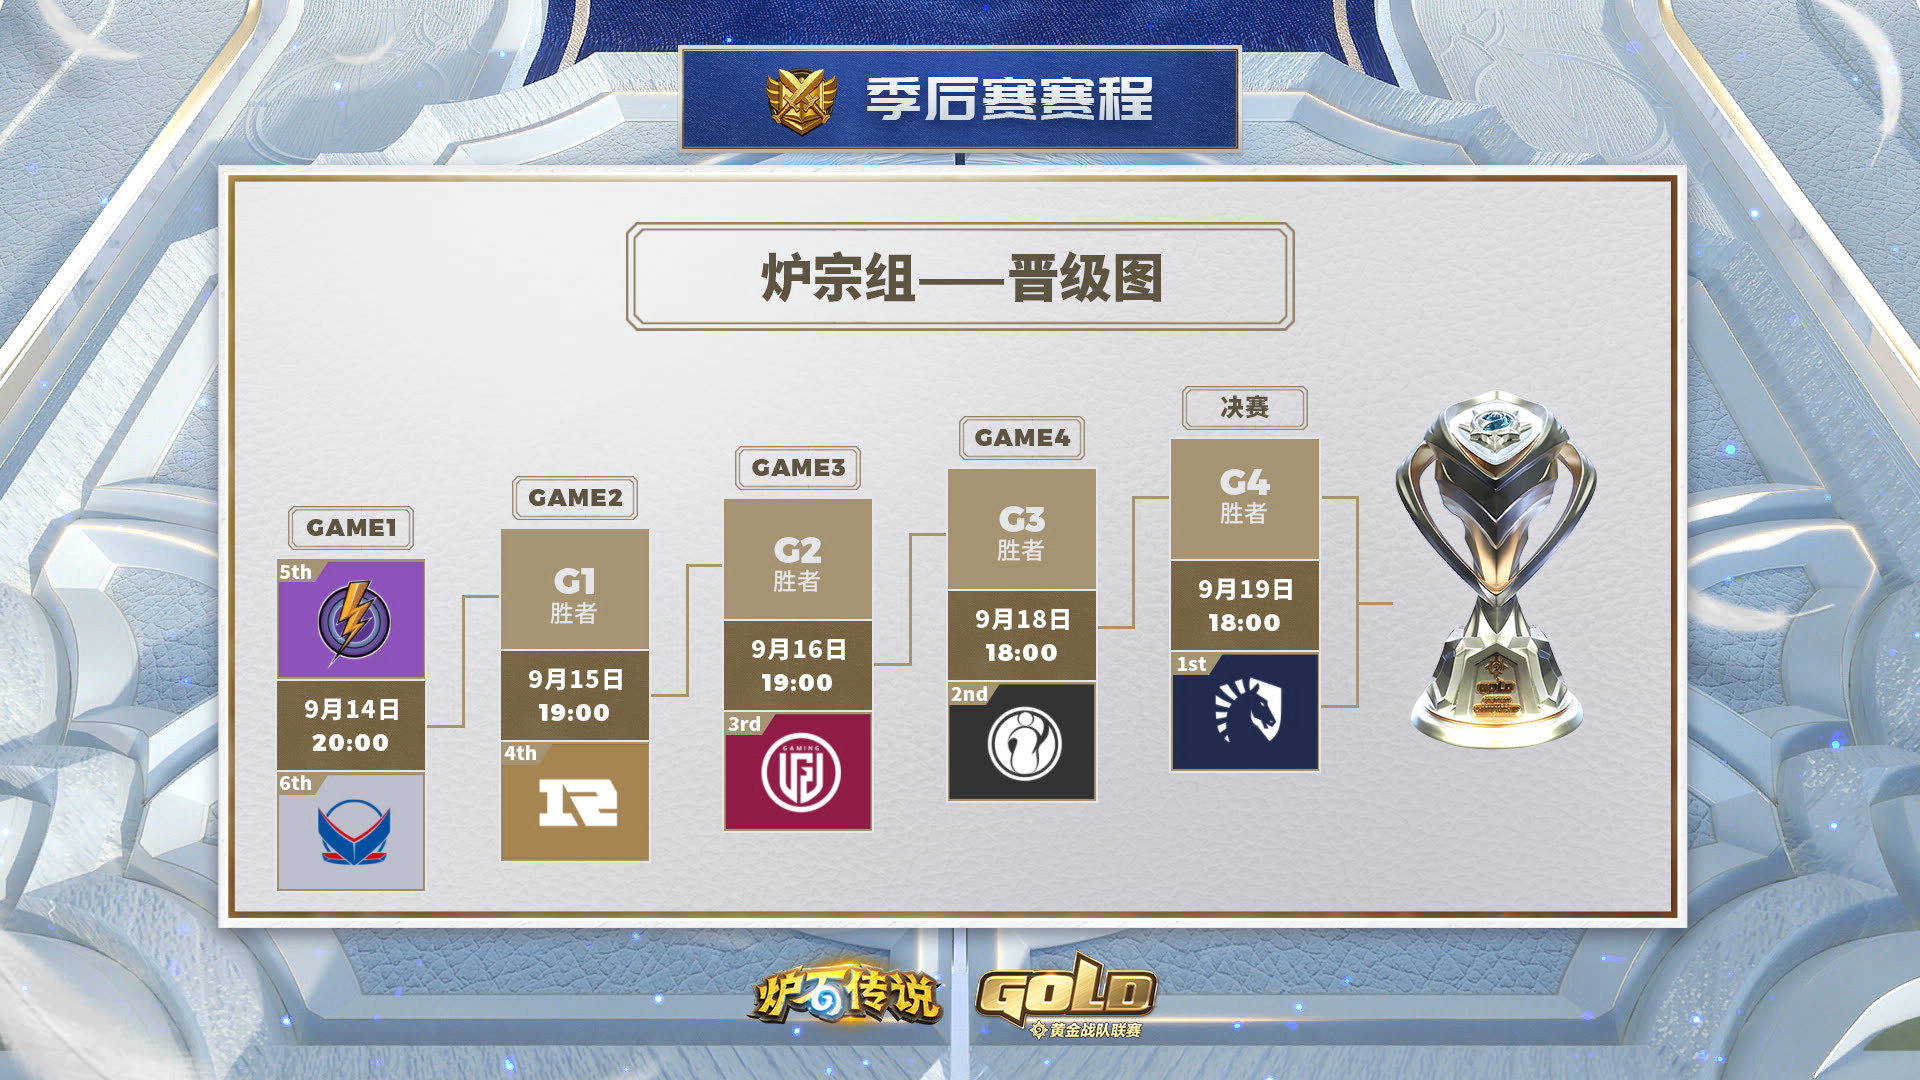 季后赛赛程
炉宗组——晋级图
GAME1
5th
9月14日
20:00
6th
GAME2
G1
胜者
9月15日
19:00
4th
GAME3
G2
胜者
9月16日
19:00
3rd
GAMING
GAME4
G3
胜者
9月18日
18:00
2nd
决赛
G4
胜者
9月19日
18:00
1st
GOLD
炉石传说
GOLD
黄金战队联赛